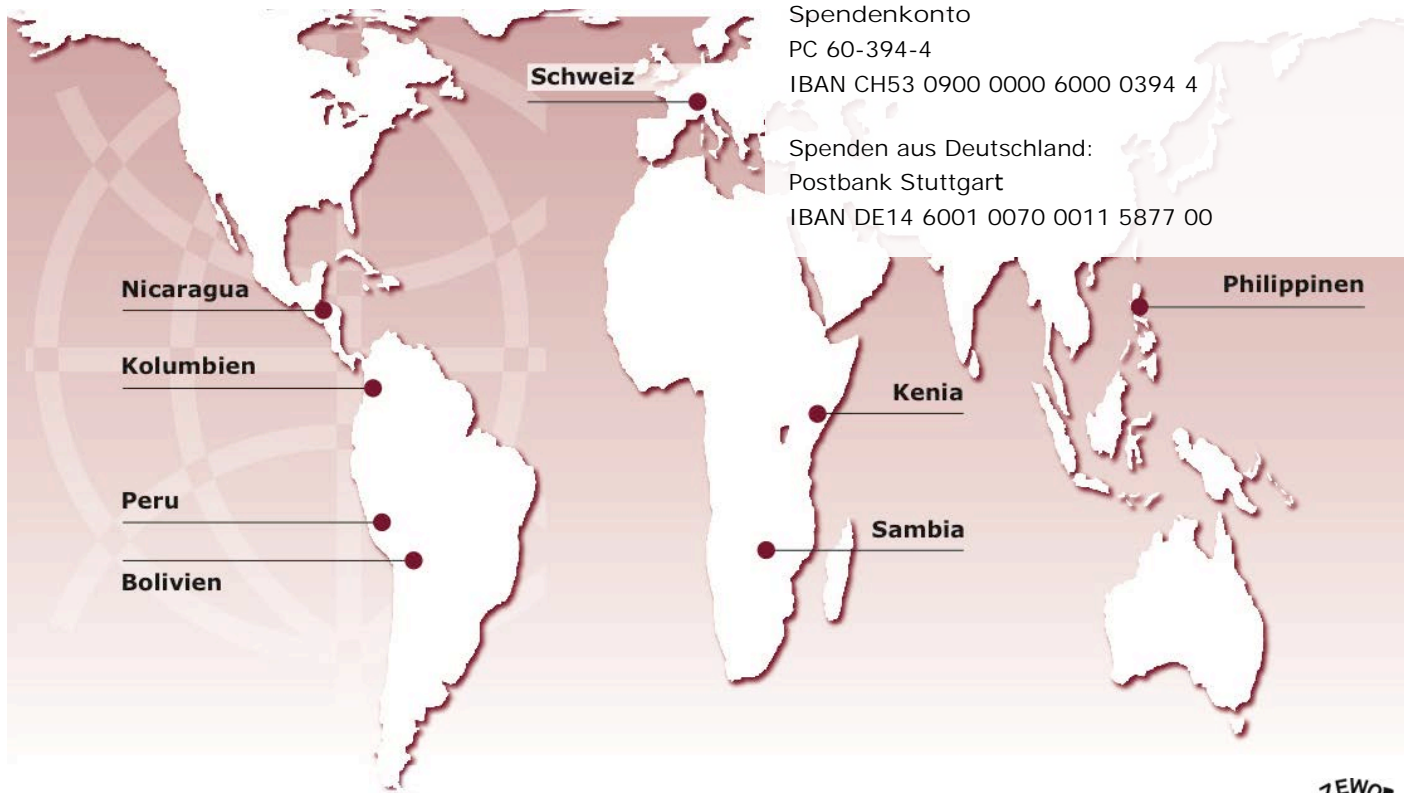 Spendenkonto
PC 60-394-4
IBAN CH53 0900 0000 6000 0394 4
Spenden aus Deutschland:
Postbank Stuttgart
IBAN DE14 6001 0070 0011 5877 00
Schweiz
Nicaragua
Philippinen
Kolumbien
Kenia
Peru
Sambia
Bolivien
ZEWO